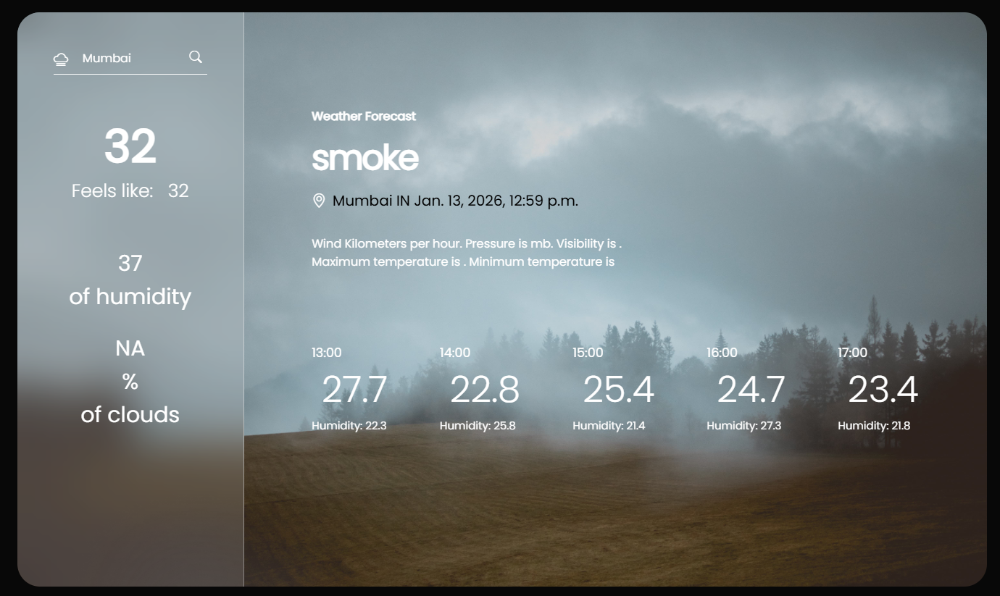 Mumbai
32
Feels like: 32
37
of humidity
NA
%
of clouds
Weather Forecast
smoke
Mumbai IN Jan. 13, 2026, 12:59 p.m.
Wind Kilometers per hour. Pressure is mb. Visibility is .
Maximum temperature is . Minimum temperature is
13:00
27.7
Humidity: 22.3
14:00
22.8
Humidity: 25.8
15:00
25.4
Humidity: 21.4
16:00
24.7
Humidity: 27.3
17:00
23.4
Humidity: 21.8